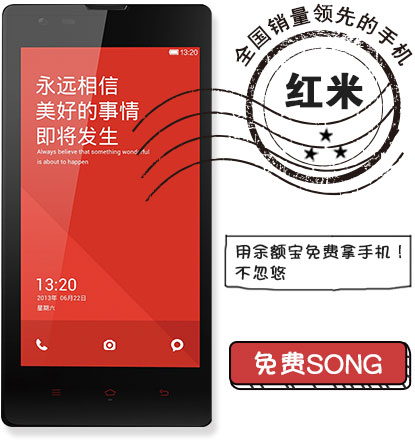 全国销量领先的手机
红米
13:20
永远相信
美好的事情
即将发生
Always believe that something wonderful
is about to happen
用余额宝免费拿手机！
不忽悠
13:20
2013年 06月22日
星期六
免费SONG